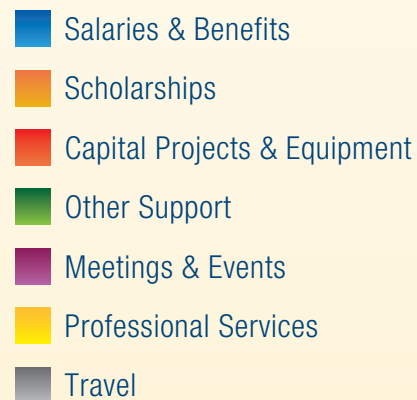 Salaries & Benefits
Scholarships
Capital Projects & Equipment
Other Support
Meetings & Events
Professional Services
Travel